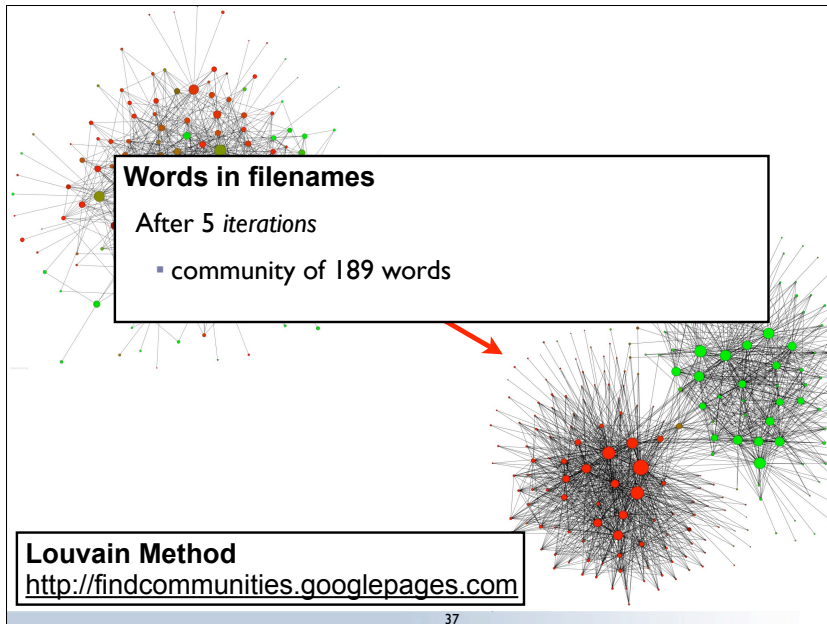 Words in filenames
After 5 iterations
▪ community of 189 words
Louvain Method
http://findcommunities.googlepages.com
37